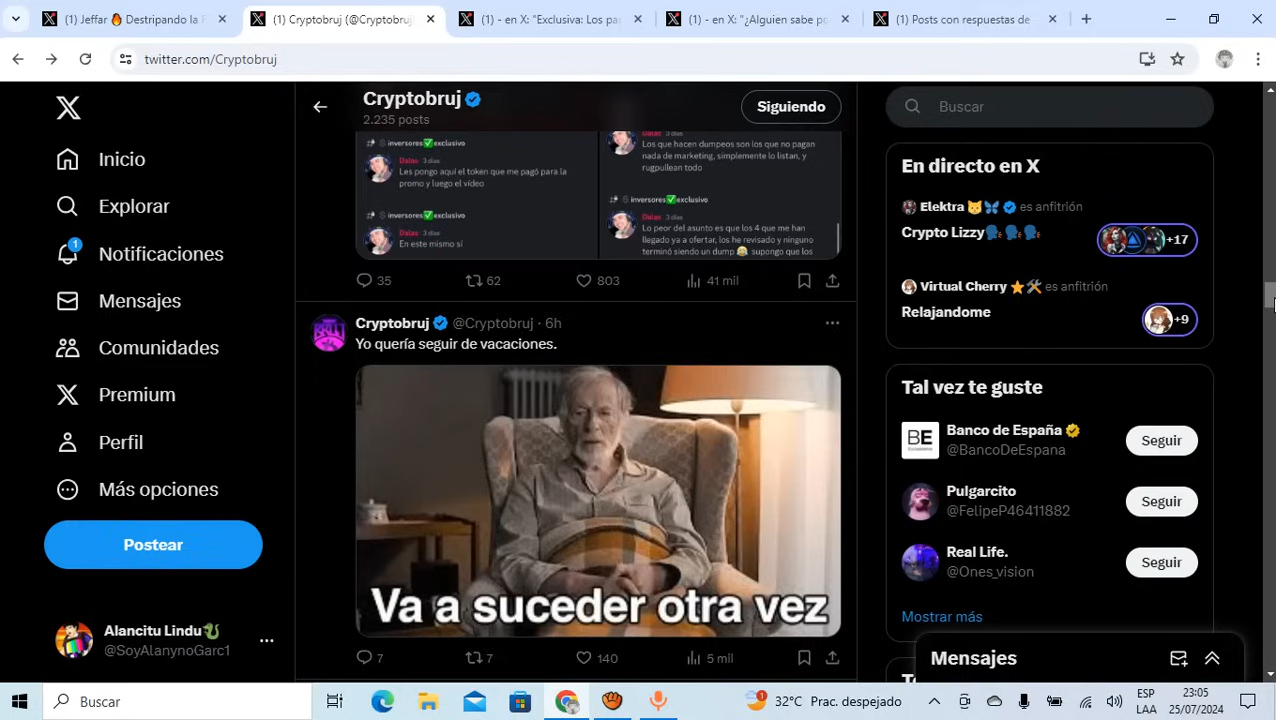 (1) Jeffar 🔥 Destripando la F
(1) Cryptobruj (@Cryptobru
(1) - en X: "Exclusiva: Los pa
(1) - en X: "¿Alguien sabe po
(1) Posts con respuestas de
twitter.com/Cryptobruj
Cryptobruj
2.235 posts
Siguiendo
Buscar
Inicio
Explorar
1
Notificaciones
Mensajes
Comunidades
Premium
Perfil
Más opciones
Postear
Alancitu Lindu🐉
@SoyAlanynoGarc1
inversores✅exclusivo
Dalas 3 días
Les pongo aquí el token que me pagó para la
promo y luego el vídeo
inversores✅exclusivo
Dalas 3 días
En este mismo sí
Dalas 3 días
Los que hacen dumpeos son los que no pagan
nada de marketing, simplemente lo listan, y
rugpullean todo
inversores✅exclusivo
Dalas 3 días
Lo peor del asunto es que los 4 que me han
llegado ya a ofertar, los he revisado y ninguno
terminó siendo un dump 😂 supongo que los
35 62 803 41 mil
Cryptobruj @Cryptobruj · 6h
Yo quería seguir de vacaciones.
Va a suceder otra vez
7 7 140 5 mil
En directo en X
Elektra 🐱🦋 es anfitrión
Crypto Lizzy🗣🗣🗣
+17
Virtual Cherry ⭐🛠 es anfitrión
Relajandome
+9
Tal vez te guste
BE
Banco de España
@BancoDeEspana
Seguir
Pulgarcito
@FelipeP46411882
Seguir
Real Life.
@Ones_vision
Seguir
Mostrar más
Mensajes
Buscar
1
32°C Prac. despejado
ESP
LAA
23:05
25/07/2024